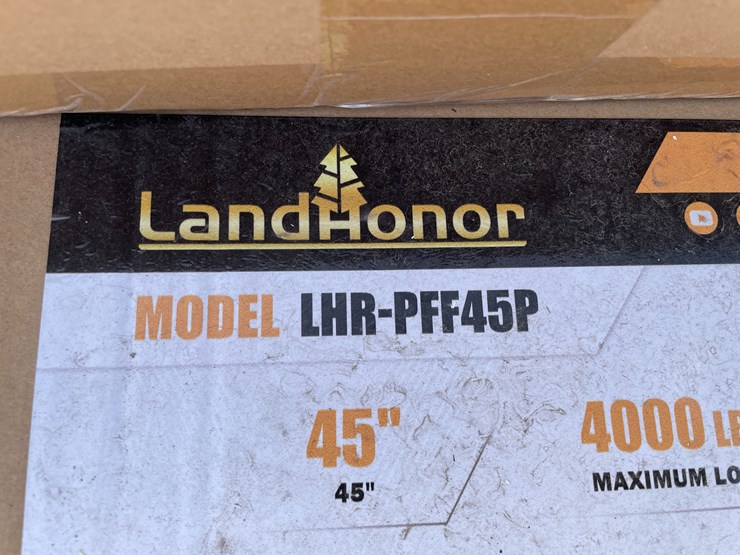 LandHonor
MODEL LHR-PFF45P
45" 4000
45" MAXIMUM